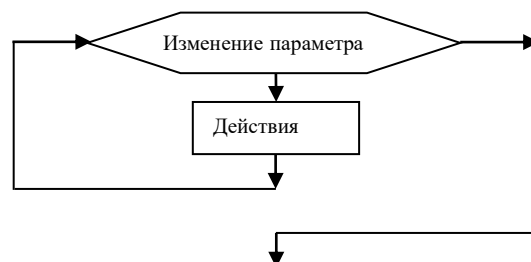 Изменение параметра
Действия